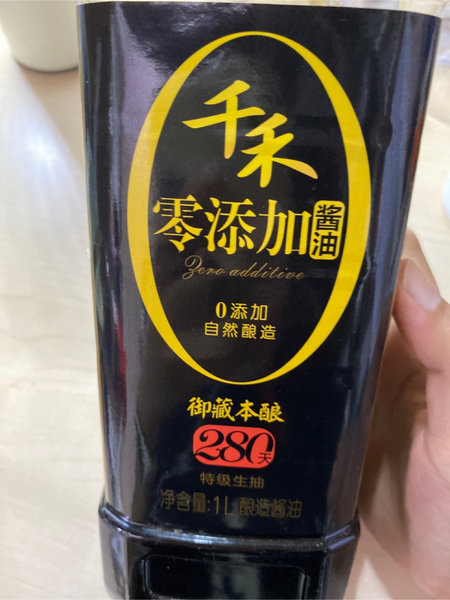 千禾
零添加
酱油
Zero additive
0添加
自然酿造
御藏本酿
280天
特级生抽
净含量:1L 酿造酱油